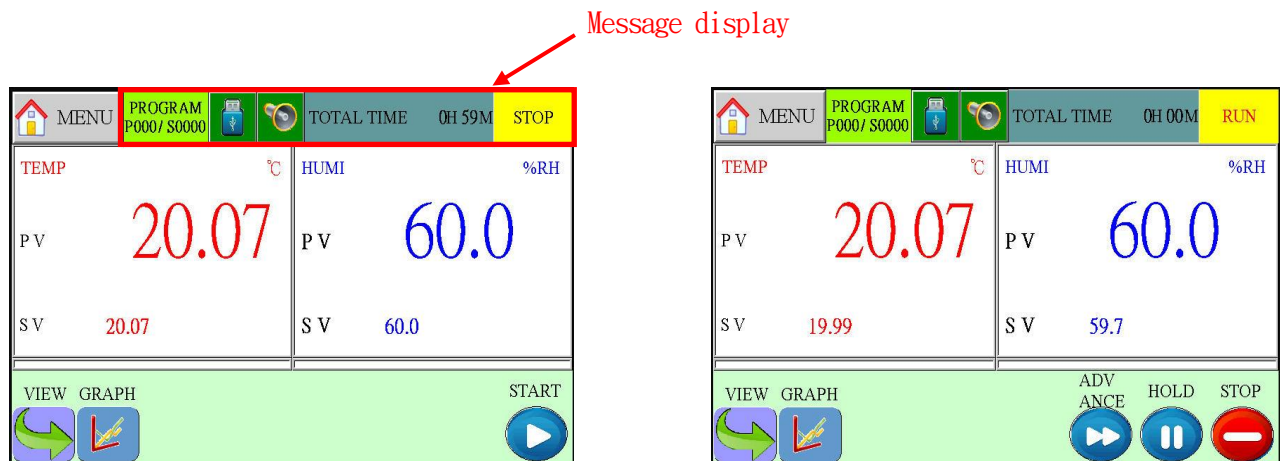 Message display
MENU
PROGRAM
P000/ S0000
TOTAL TIME 0H 59M
STOP
TEMP ℃
HUMI %RH
P V 20.07
P V 60.0
S V 20.07
S V 60.0
VIEW GRAPH
START
MENU
PROGRAM
P000/ S0000
TOTAL TIME 0H 00M
RUN
TEMP ℃
HUMI %RH
P V 20.07
P V 60.0
S V 19.99
S V 59.7
VIEW GRAPH
ADV
ANCE
HOLD
STOP